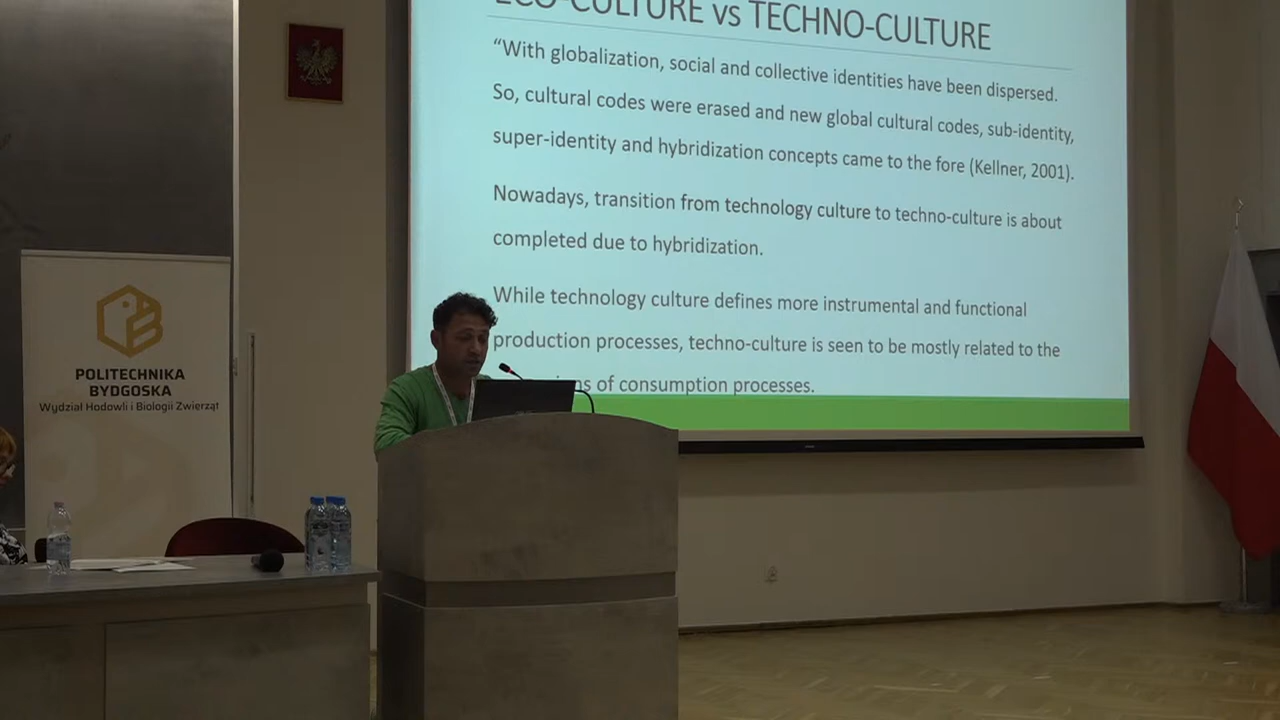 ECO-CULTURE vs TECHNO-CULTURE
“With globalization, social and collective identities have been dispersed.
So, cultural codes were erased and new global cultural codes, sub-identity,
super-identity and hybridization concepts came to the fore (Kellner, 2001).
Nowadays, transition from technology culture to techno-culture is about
completed due to hybridization.
While technology culture defines more instrumental and functional
production processes, techno-culture is seen to be mostly related to the
of consumption processes.
POLITECHNIKA
BYDGOSKA
Wydział Hodowli i Biologii Zwierząt